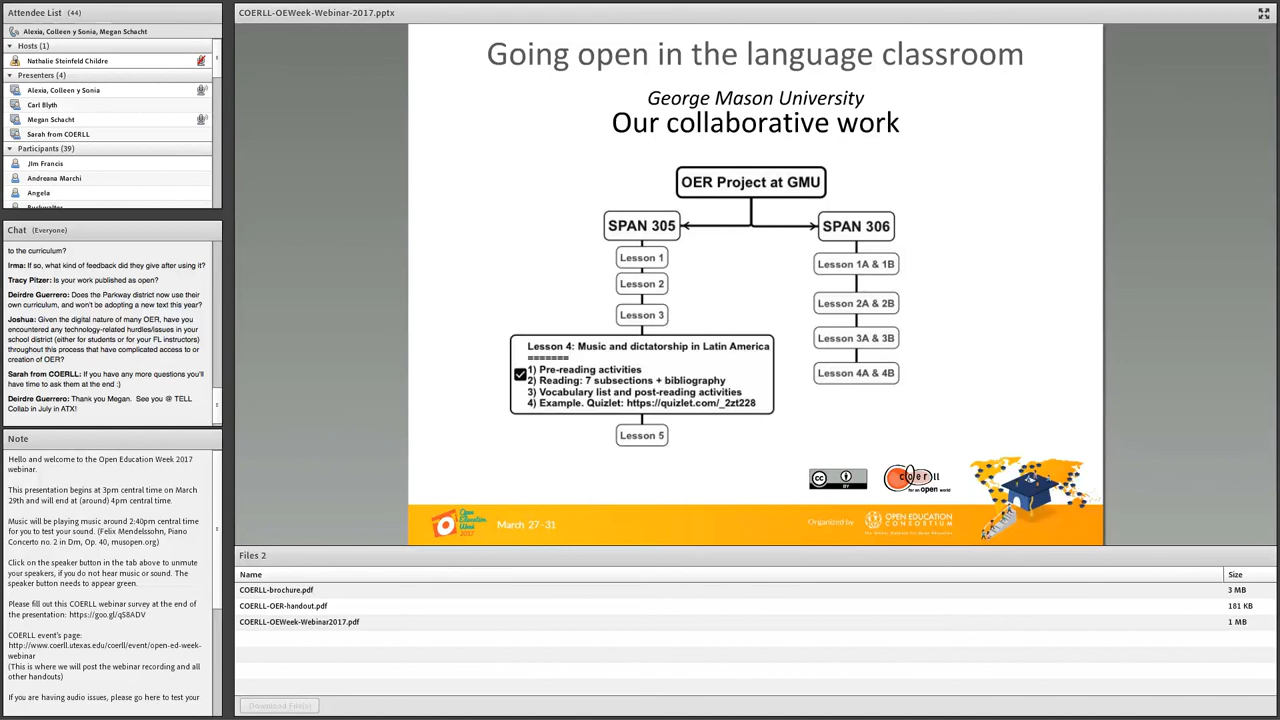 Attendee List (44)
Alexia, Colleen y Sonia, Megan Schacht
Hosts (1)
Nathalie Steinfeld Childre
Presenters (4)
Alexia, Colleen y Sonia
Carl Blyth
Megan Schacht
Sarah from COERLL
Participants (39)
Jim Francis
Andreana Marchi
Angela
Chat (Everyone)
to the curriculum?
Irma: If so, what kind of feedback did they give after using it?
Tracy Pitzer: Is your work published as open?
Deirdre Guerrero: Does the Parkway district now use their
own curriculum, and won't be adopting a new text this year?
Joshua: Given the digital nature of many OER, have you
encountered any technology-related hurdles/issues in your
school district (either for students or for your FL instructors)
throughout this process that have complicated access to or
creation of OER?
Sarah from COERLL: If you have any more questions you'll
have time to ask them at the end :)
Deirdre Guerrero: Thank you Megan. See you @ TELL
Collab in July in ATX!
Note
Hello and welcome to the Open Education Week 2017
webinar.
This presentation begins at 3pm central time on March
29th and will end at (around) 4pm central time.
Music will be playing music around 2:40pm central time
for you to test your sound. (Felix Mendelssohn, Piano
Concerto no. 2 in Dm, Op. 40, musopen.org)
Click on the speaker button in the tab above to unmute
your speakers, if you do not hear music or sound. The
speaker button needs to appear green.
Please fill out this COERLL webinar survey at the end of
the presentation: https://goo.gl/qS8ADV
COERLL event's page:
http://www.coerll.utexas.edu/coerll/event/open-ed-week-
webinar
(This is where we will post the webinar recording and all
other handouts)
If you are having audio issues, please go here to test your
COERLL-OEWeek-Webinar-2017.pptx
Going open in the language classroom
George Mason University
Our collaborative work
OER Project at GMU
SPAN 305
SPAN 306
Lesson 1
Lesson 2
Lesson 3
Lesson 4: Music and dictatorship in Latin America
=======
1) Pre-reading activities
2) Reading: 7 subsections + bibliography
3) Vocabulary list and post-reading activities
4) Example. Quizlet: https://quizlet.com/_2zt228
Lesson 5
Lesson 1A & 1B
Lesson 2A & 2B
Lesson 3A & 3B
Lesson 4A & 4B
cc BY
coerll
for an open world
Open Education Week 2017
March 27-31
Organized by
OPEN EDUCATION
CONSORTIUM
Files 2
Name Size
COERLL-brochure.pdf 3 MB
COERLL-OER-handout.pdf 181 KB
COERLL-OEWeek-Webinar2017.pdf 1 MB
Download File(s)